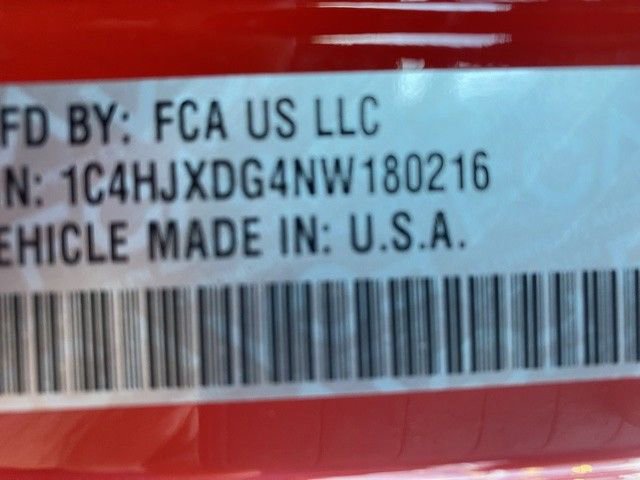 FD BY: FCA US LLC
N: 1C4HJXDG4NW180216
EHICLE MADE IN: U.S.A.